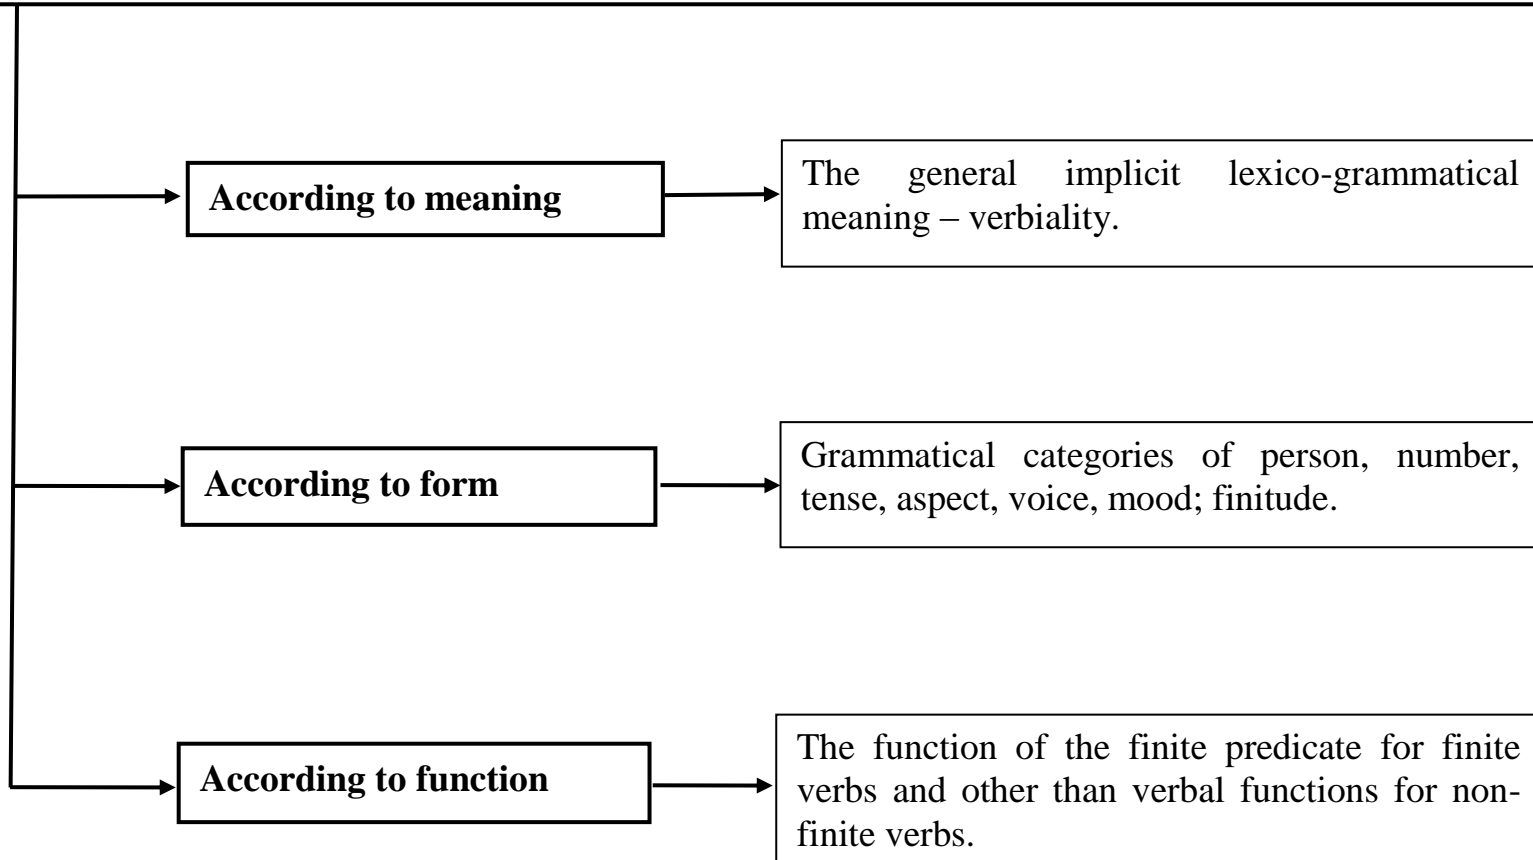 According to meaning
The general implicit lexico-grammatical
meaning – verbiality.
According to form
Grammatical categories of person, number,
tense, aspect, voice, mood; finitude.
According to function
The function of the finite predicate for finite
verbs and other than verbal functions for non-
finite verbs.